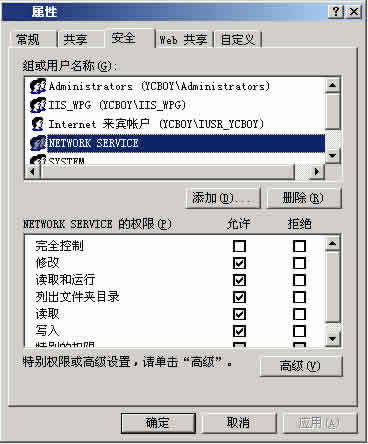 属性
常规 共享 安全 Web 共享 自定义
组或用户名称(G):
Administrators (YCBOY\Administrators)
IIS_WPG (YCBOY\IIS_WPG)
Internet 来宾帐户 (YCBOY\IUSR_YCBOY)
NETWORK SERVICE
SYSTEM
添加(D)... 删除(R)
NETWORK SERVICE 的权限(P) 允许 拒绝
完全控制
修改
读取和运行
列出文件夹目录
读取
写入
特别的权限
特别权限或高级设置，请单击“高级”。 高级(V)
确定 取消 应用(A)